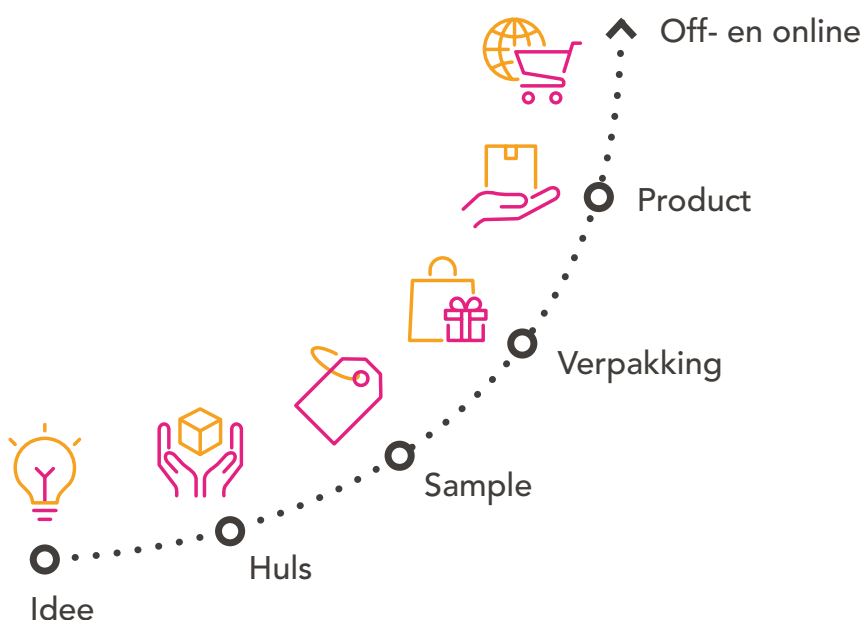 Off- en online
Product
Verpakking
Sample
Huls
Idee